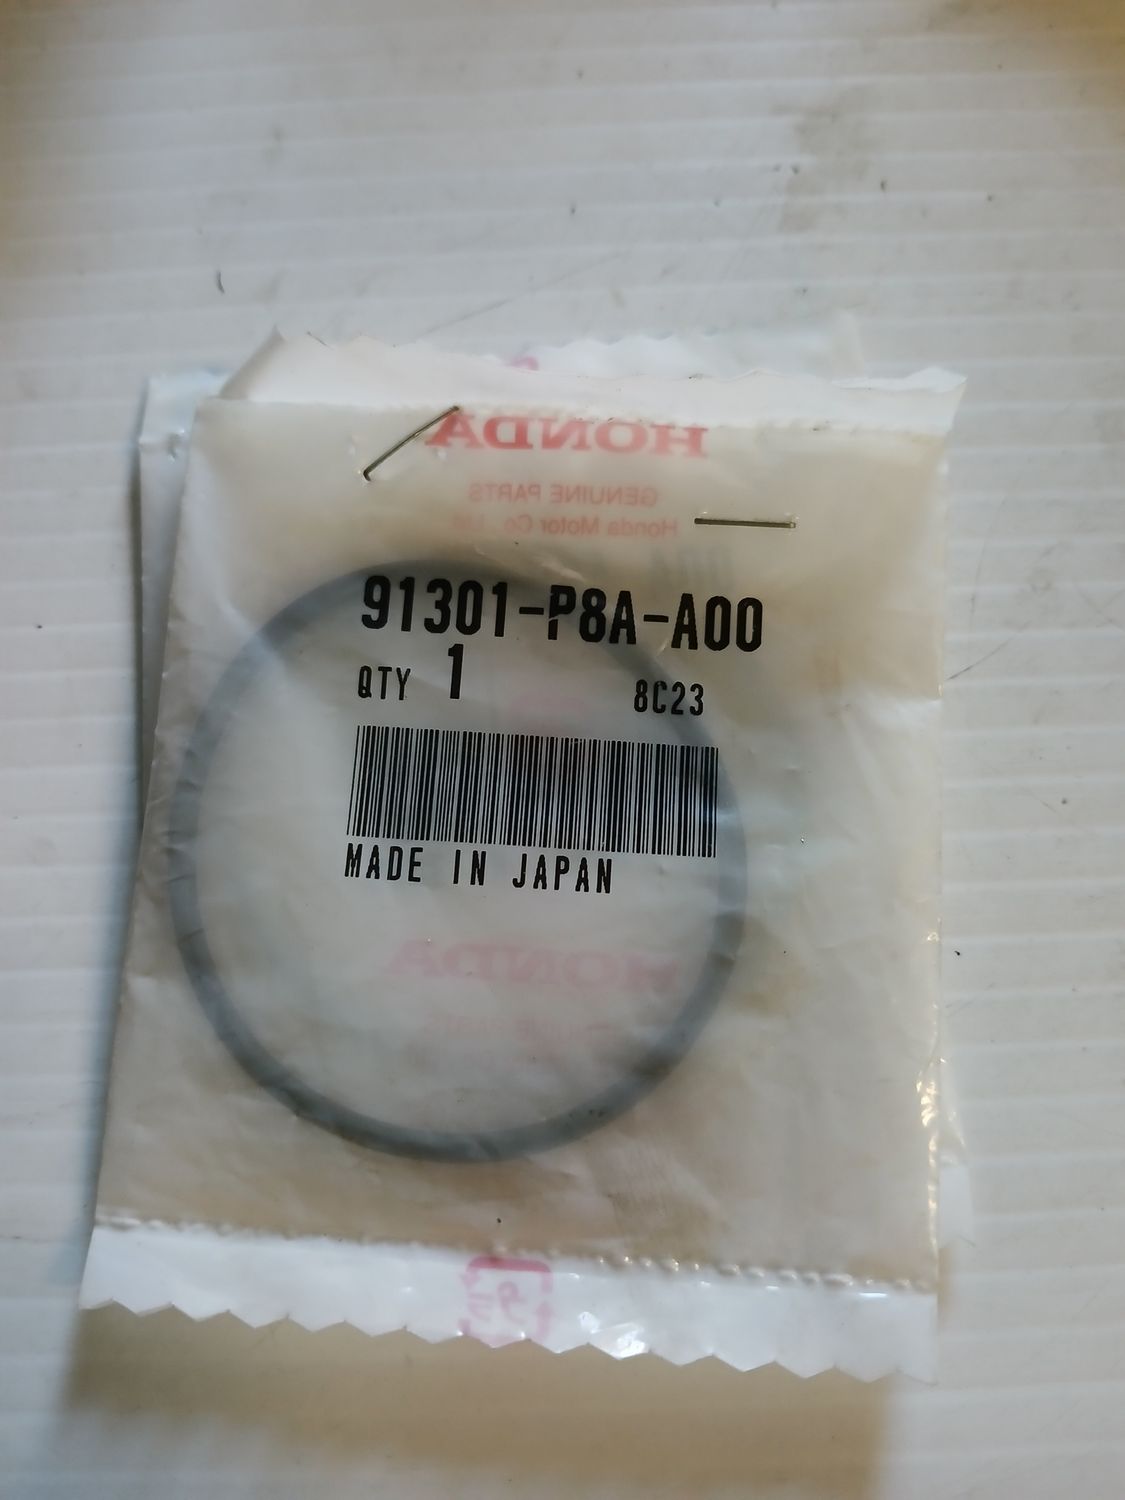 HONDA
GENUINE PARTS
Honda Motor Co., Ltd.
91301-P8A-A00
QTY 1 8C23
MADE IN JAPAN
HONDA